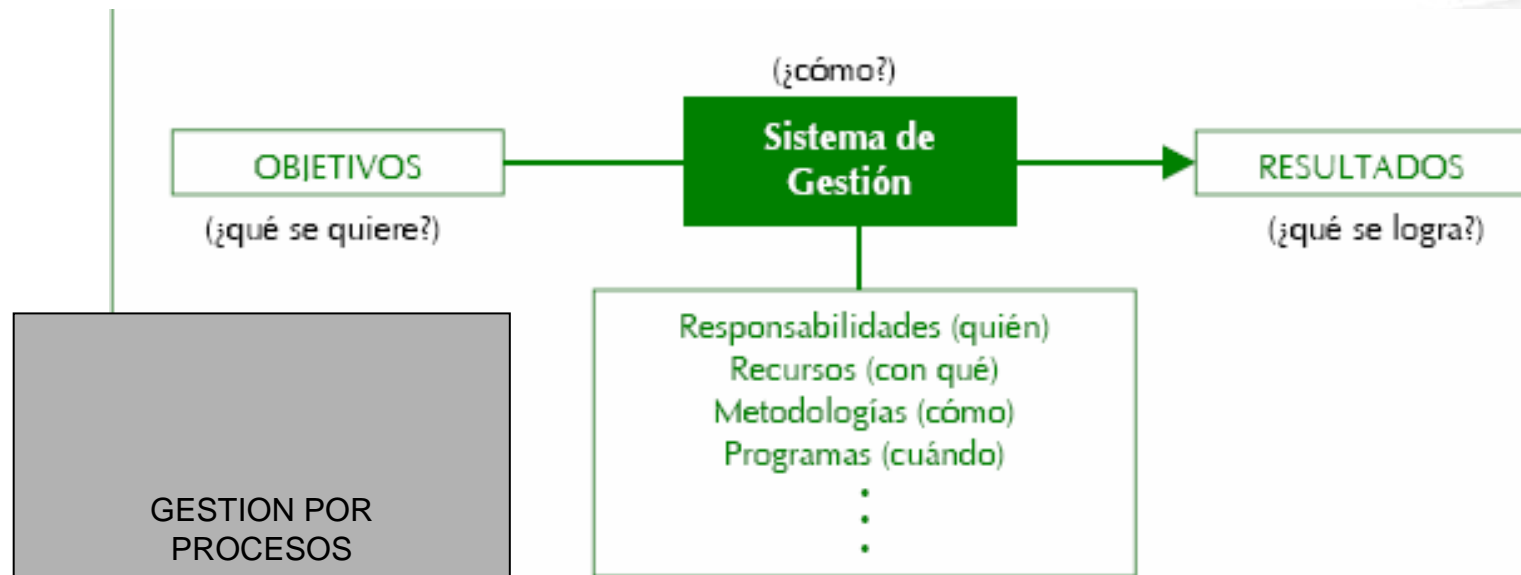 (¿cómo?)
Sistema de
Gestión
OBJETIVOS
(¿qué se quiere?)
RESULTADOS
(¿qué se logra?)
Responsabilidades (quién)
Recursos (con qué)
Metodologías (cómo)
Programas (cuándo)
GESTION POR
PROCESOS